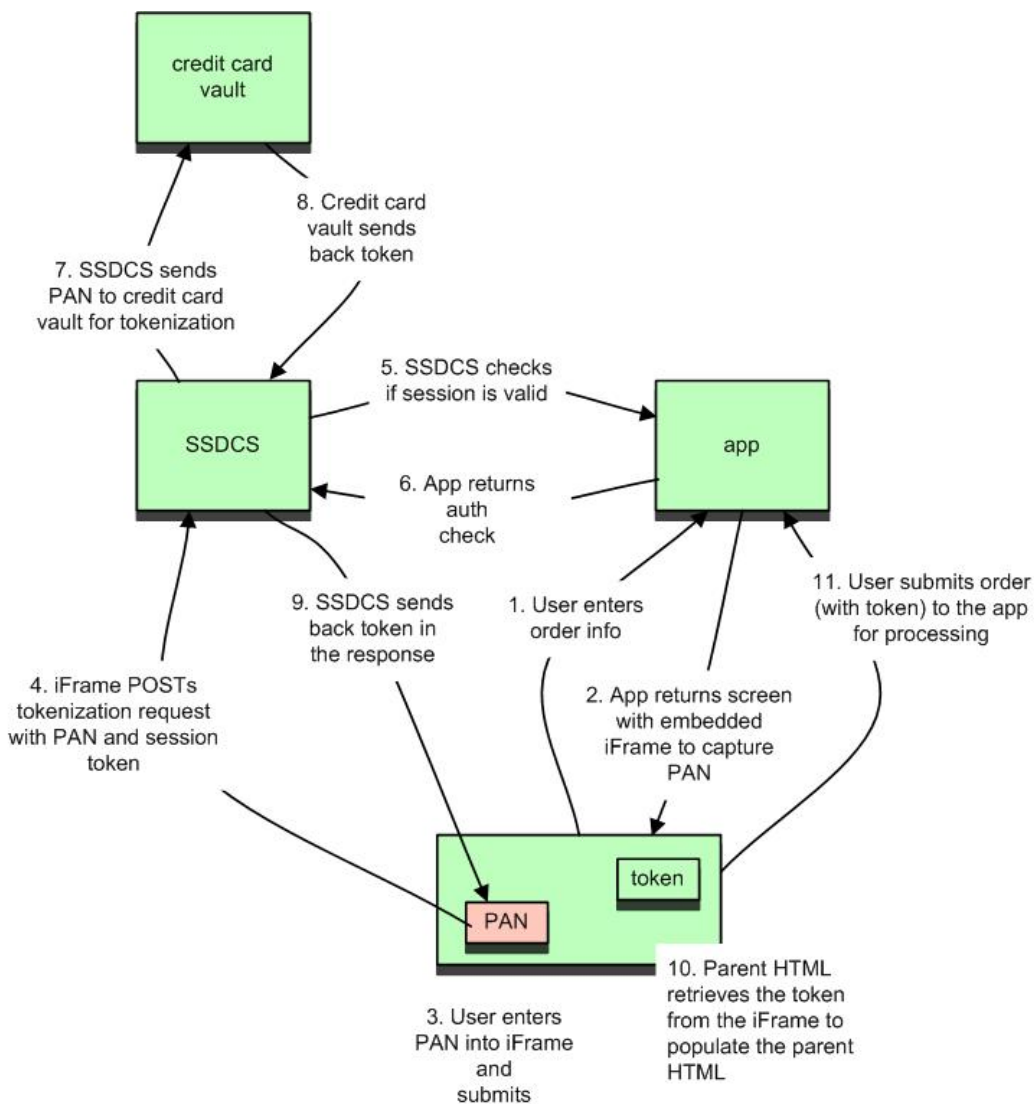 credit card
vault
8. Credit card
vault sends
back token
7. SSDCS sends
PAN to credit card
vault for tokenization
5. SSDCS checks
if session is valid
SSDCS
app
6. App returns
auth
check
9. SSDCS sends
back token in
the response
1. User enters
order info
11. User submits order
(with token) to the app
for processing
4. iFrame POSTs
tokenization request
with PAN and session
token
2. App returns screen
with embedded
iFrame to capture
PAN
token
PAN
3. User enters
PAN into iFrame
and
submits
10. Parent HTML
retrieves the token
from the iFrame to
populate the parent
HTML